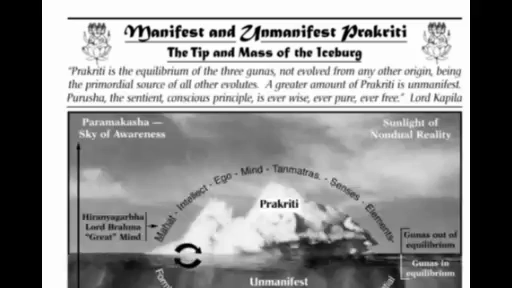 Manifest and Unmanifest Prakriti
The Tip and Mass of the Iceburg
"Prakriti is the equilibrium of the three gunas, not evolved from any other origin, being
the primordial source of all other evolutes. A greater amount of Prakriti is unmanifest.
Purusha, the sentient, conscious principle, is ever wise, ever pure, ever free." Lord Kapila
Paramakasha —
Sky of Awareness
Sunlight of
Nondual Reality
Mahat - Intellect - Ego - Mind - Tanmatras. - Senses - Elements-
Prakriti
Hiranyagarbha
Lord Brahma
"Great" Mind
Gunas out of
equilibrium
Gunas in
equilibrium
Unmanifest